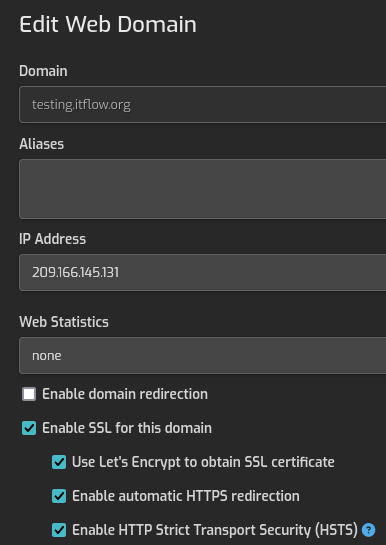 Edit Web Domain
Domain
testing.itflow.org
Aliases
IP Address
209.166.145.131
Web Statistics
none
Enable domain redirection
Enable SSL for this domain
Use Let's Encrypt to obtain SSL certificate
Enable automatic HTTPS redirection
Enable HTTP Strict Transport Security (HSTS) ?